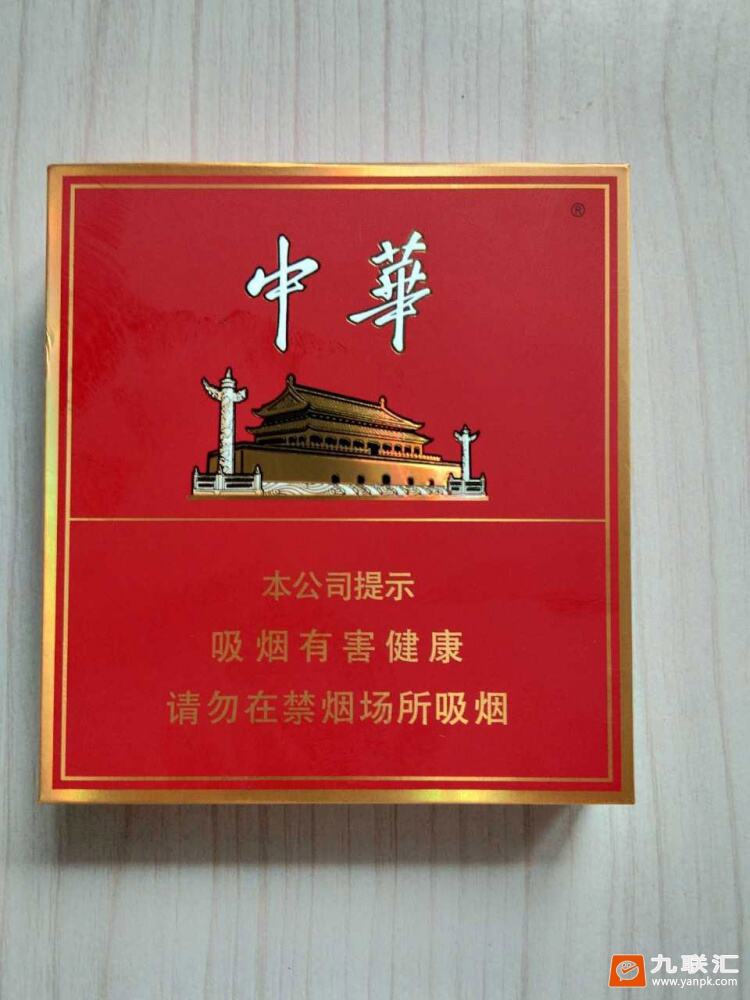 ®
中華
本公司提示
吸烟有害健康
请勿在禁烟场所吸烟
九联汇
www.yanpk.com